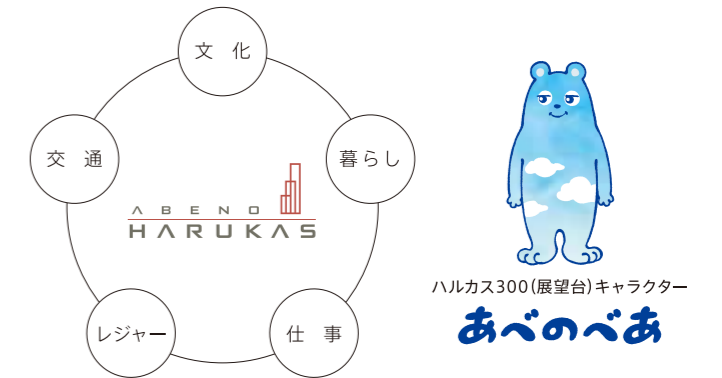 文 化
交 通
暮らし
ABENO
HARUKAS
レジャー
仕 事
ハルカス300(展望台)キャラクター
あべのべあ